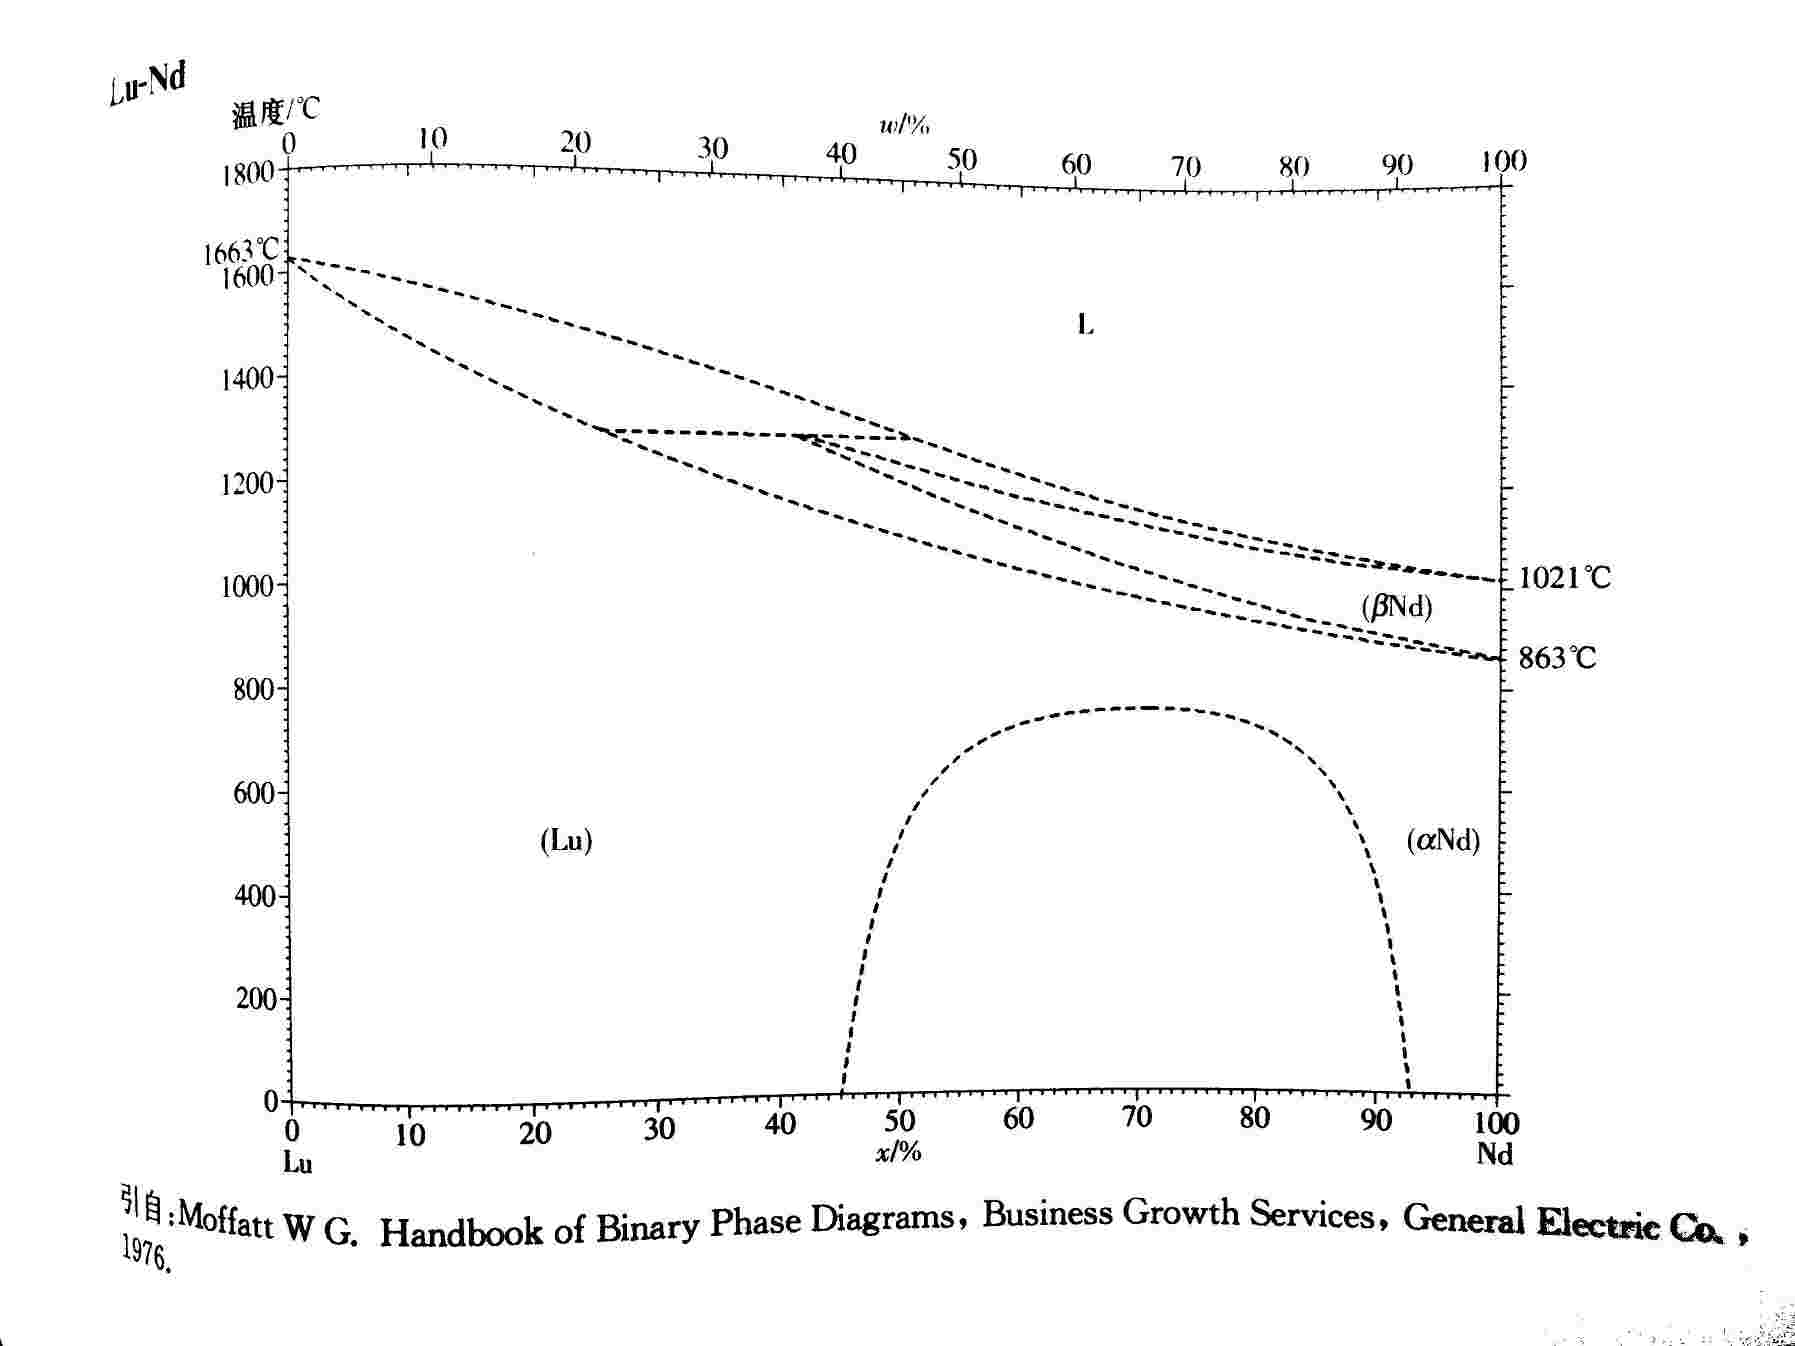 Lu-Nd
温度/℃
w/%
0 10 20 30 40 50 60 70 80 90 100
1800
1663℃
1600
L
1400
1200
1000
1021℃
(βNd)
863℃
800
600
(Lu)
(αNd)
400
200
0
0 10 20 30 40 50 60 70 80 90 100
Lu
x/%
Nd
引自:Moffatt W G. Handbook of Binary Phase Diagrams, Business Growth Services, General Electric Co.,
1976.